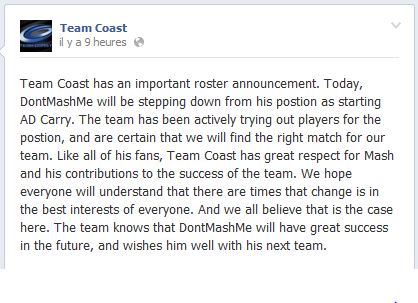 Team Coast
il y a 9 heures
Team Coast has an important roster announcement. Today,
DontMashMe will be stepping down from his postion as starting
AD Carry. The team has been actively trying out players for the
postion, and are certain that we will find the right match for our
team. Like all of his fans, Team Coast has great respect for Mash
and his contributions to the success of the team. We hope
everyone will understand that there are times that change is in
the best interests of everyone. And we all believe that is the case
here. The team knows that DontMashMe will have great success
in the future, and wishes him well with his next team.